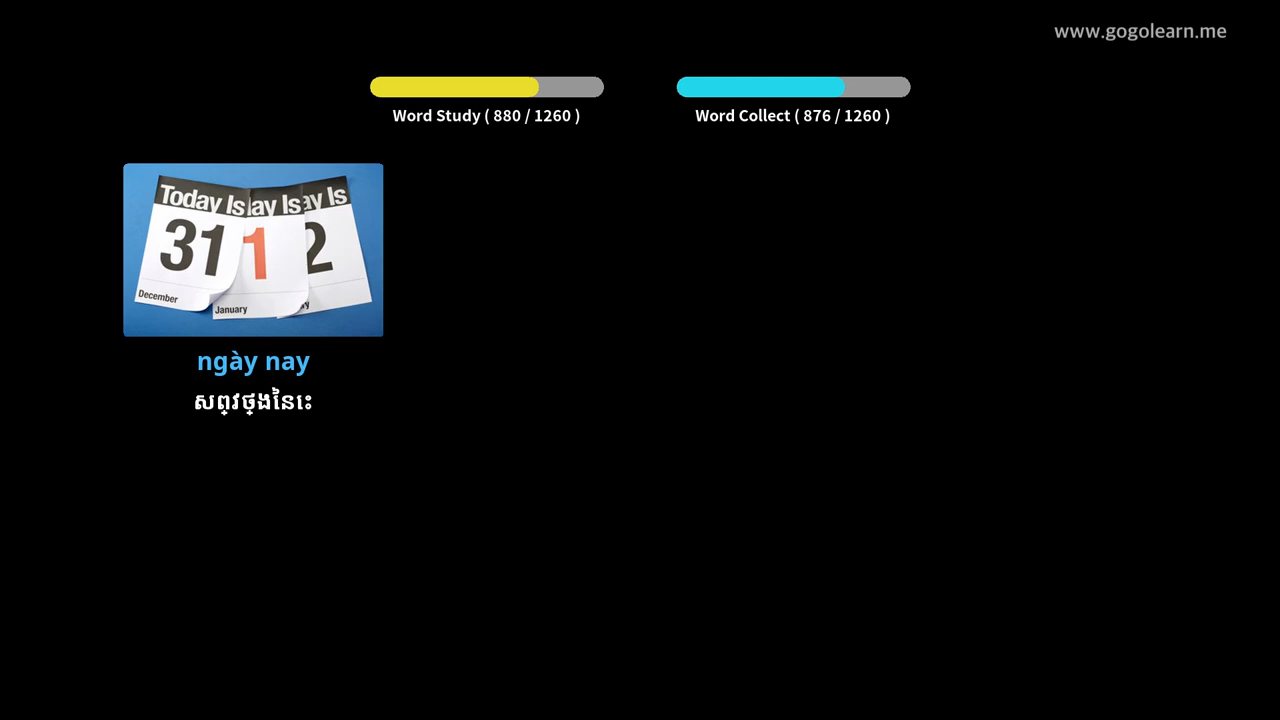 www.gogolearn.me
Word Study ( 880 / 1260 )
Word Collect ( 876 / 1260 )
Today Is
ay Is
ay Is
31
1
2
December
January
ry
ngày nay
សព្វថ្ងៃនេះ